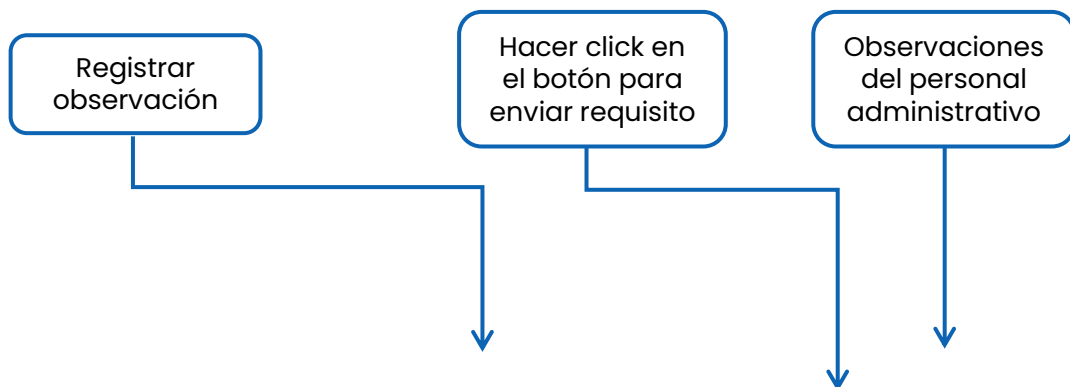 Registrar
observación
Hacer click en
el botón para
enviar requisito
Observaciones
del personal
administrativo